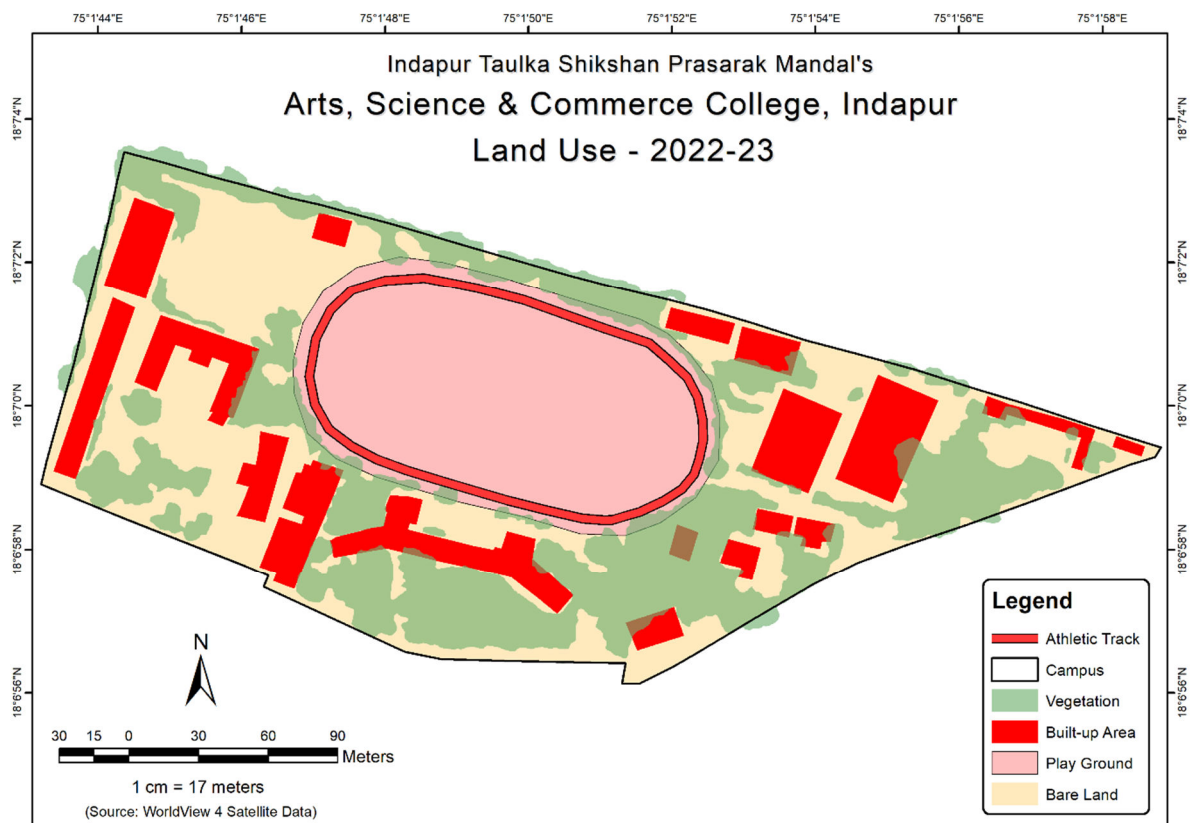 75°1'44"E 75°1'46"E 75°1'48"E 75°1'50"E 75°1'52"E 75°1'54"E 75°1'56"E 75°1'58"E
Indapur Taulka Shikshan Prasarak Mandal's
Arts, Science & Commerce College, Indapur
Land Use - 2022-23
18°7'4"N 18°7'4"N
18°7'2"N 18°7'2"N
18°7'0"N 18°7'0"N
18°6'58"N 18°6'58"N
18°6'56"N 18°6'56"N
N
30 15 0 30 60 90
Meters
1 cm = 17 meters
(Source: WorldView 4 Satellite Data)
Legend
Athletic Track
Campus
Vegetation
Built-up Area
Play Ground
Bare Land